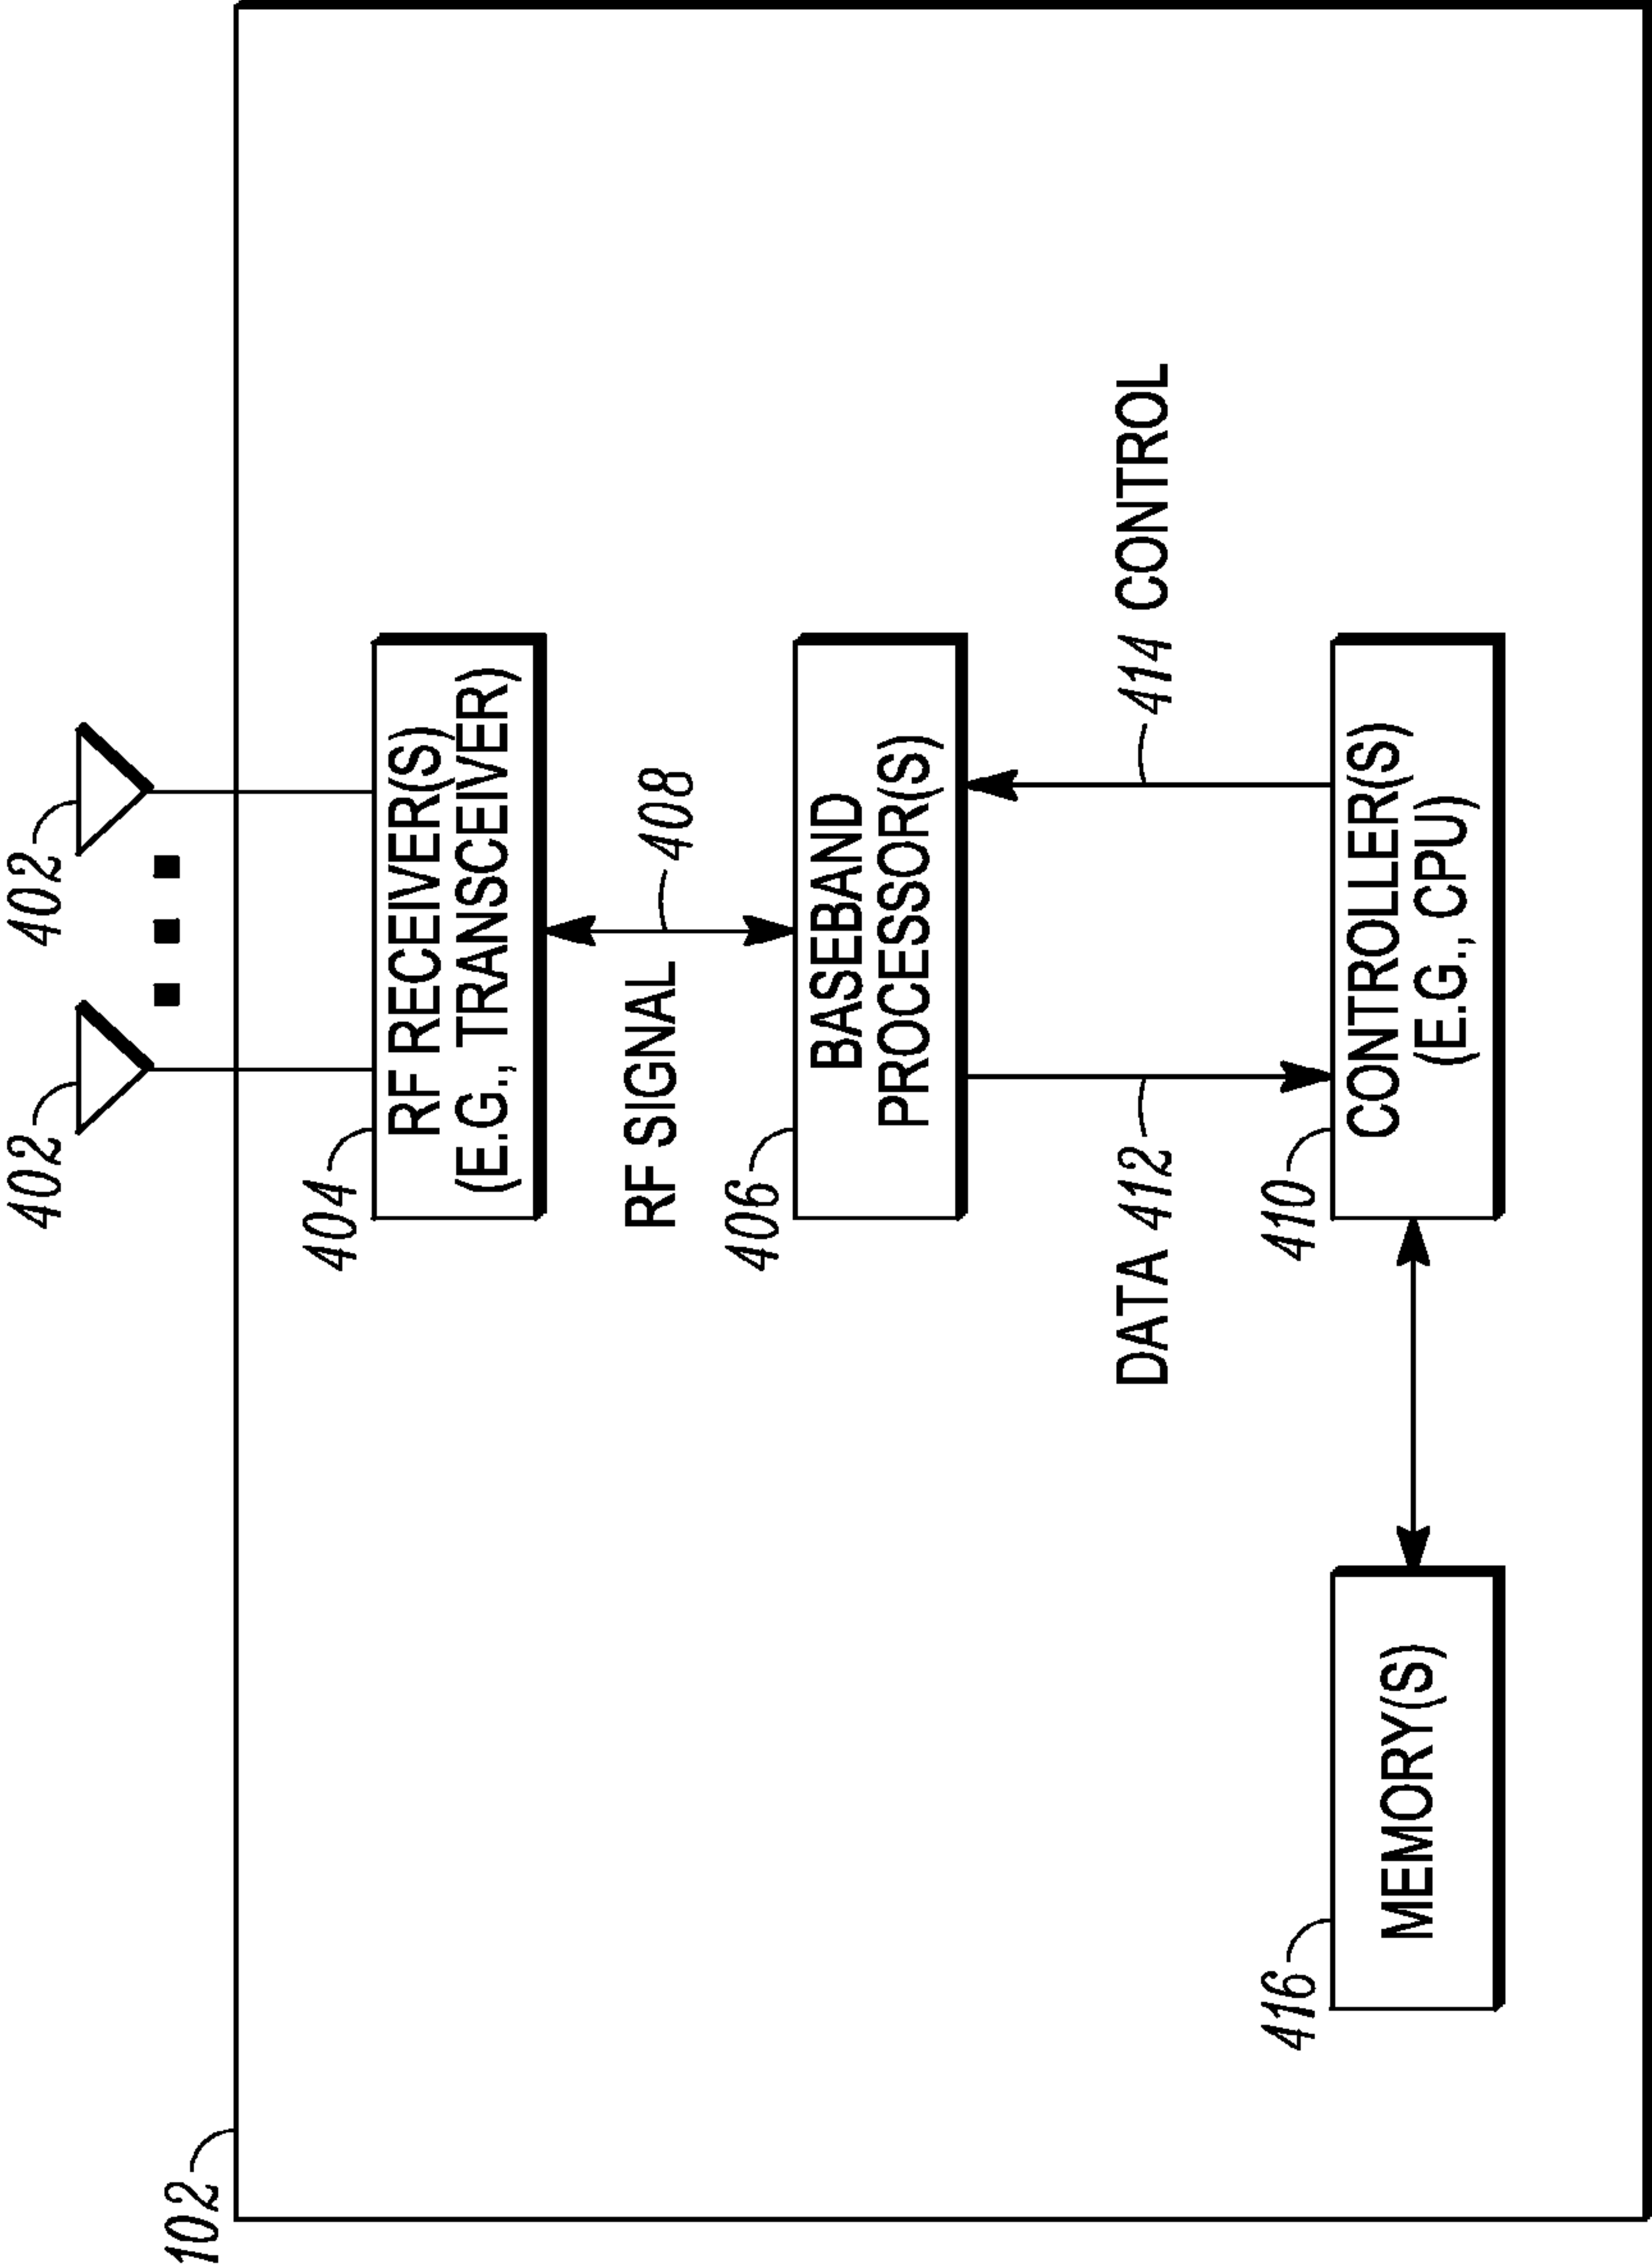 102
402
402
404
RF RECEIVER(S)
(E.G., TRANSCEIVER)
RF SIGNAL
408
406
BASEBAND
PROCESSOR(S)
DATA 412
414 CONTROL
416
MEMORY(S)
410
CONTROLLER(S)
(E.G., CPU)